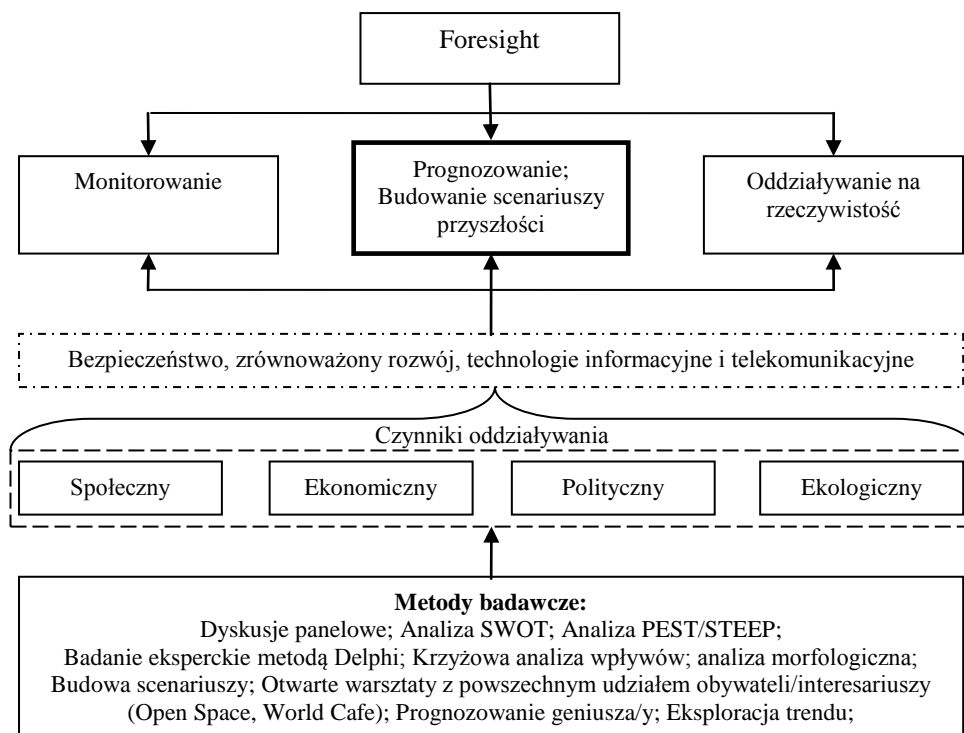 Foresight
Monitorowanie
Prognozowanie;
Budowanie scenariuszy
przyszłości
Oddziaływanie na
rzeczywistość
Bezpieczeństwo, zrównoważony rozwój, technologie informacyjne i telekomunikacyjne
Czynniki oddziaływania
Społeczny
Ekonomiczny
Polityczny
Ekologiczny
Metody badawcze:
Dyskusje panelowe; Analiza SWOT; Analiza PEST/STEEP;
Badanie eksperckie metodą Delphi; Krzyżowa analiza wpływów; analiza morfologiczna;
Budowa scenariuszy; Otwarte warsztaty z powszechnym udziałem obywateli/interesariuszy
(Open Space, World Cafe); Prognozowanie geniusza/y; Eksploracja trendu;